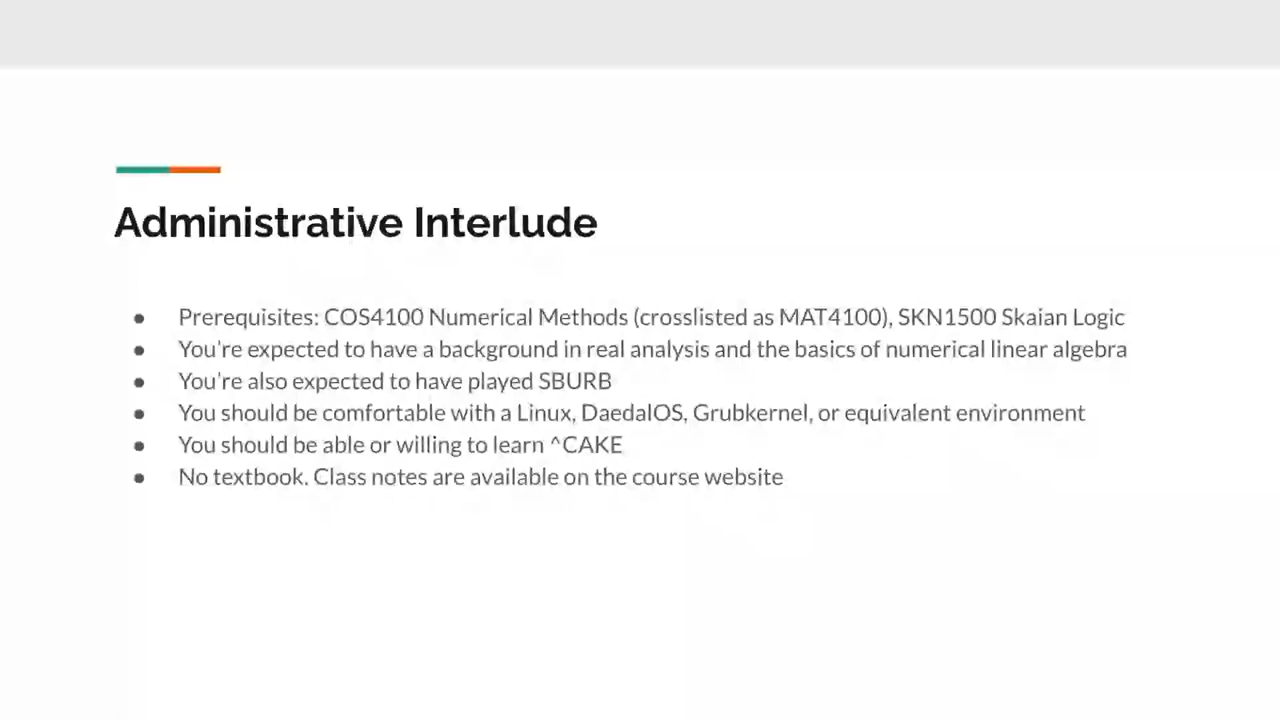 Administrative Interlude
● Prerequisites: COS4100 Numerical Methods (crosslisted as MAT4100), SKN1500 Skaian Logic
● You're expected to have a background in real analysis and the basics of numerical linear algebra
● You're also expected to have played SBURB
● You should be comfortable with a Linux, DaedalOS, Grubkernel, or equivalent environment
● You should be able or willing to learn ^CAKE
● No textbook. Class notes are available on the course website